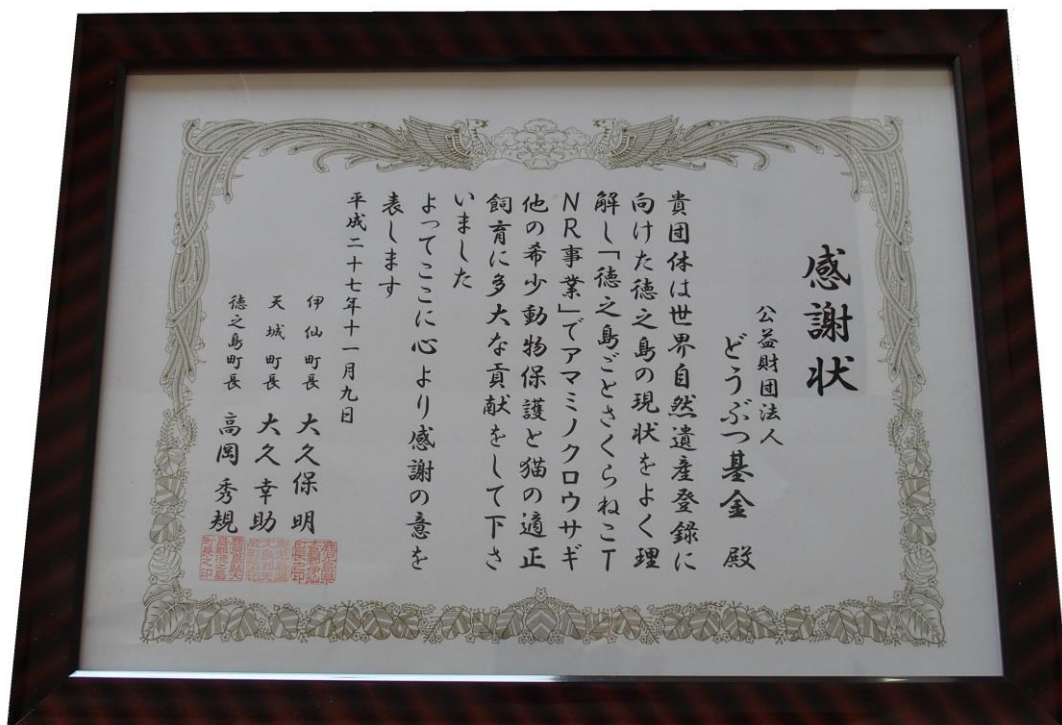 感謝状
公益財団法人
どうぶつ基金 殿
貴団体は世界自然遺産登録に
向けた徳之島の現状をよく理
解し「徳之島ごとさくらねこT
NR事業」でアマミノクロウサギ
他の希少動物保護と猫の適正
飼育に多大な貢献をして下さ
いました
よってここに心より感謝の意を
表します
平成二十七年十一月九日
伊仙町長 大久保明
天城町長 大久幸助
徳之島町長 高岡秀規